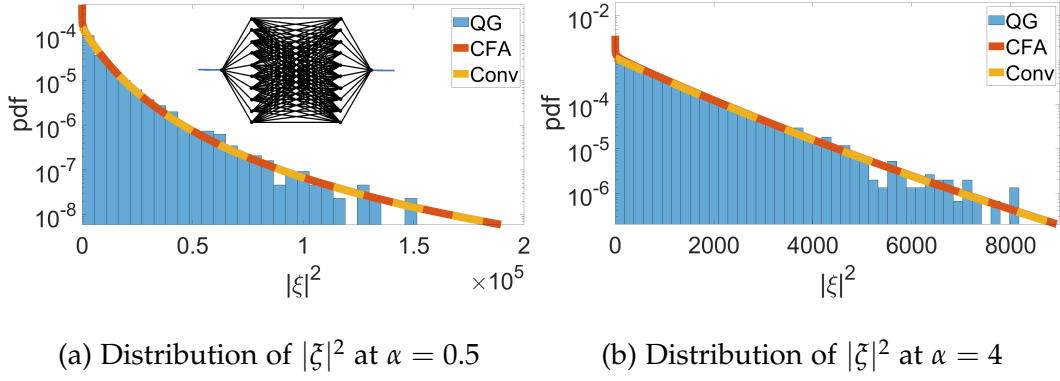 10^-4
10^-5
10^-6
10^-7
10^-8
pdf
QG
CFA
Conv
0 0.5 1 1.5 2
×10^5
|ξ|^2
10^-2
10^-4
10^-5
10^-6
pdf
QG
CFA
Conv
0 2000 4000 6000 8000
|ξ|^2
(a) Distribution of |ξ|^2 at α = 0.5
(b) Distribution of |ξ|^2 at α = 4